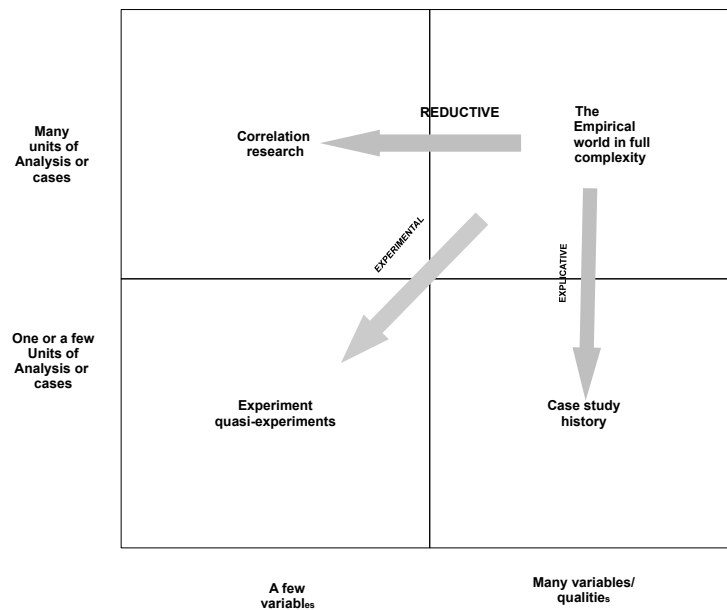 Many
units of
Analysis or
cases
Correlation
research
REDUCTIVE
The
Empirical
world in full
complexity
EXPERIMENTAL
EXPLICATIVE
One or a few
Units of
Analysis or
cases
Experiment
quasi-experiments
Case study
history
A few
variables
Many variables/
qualities